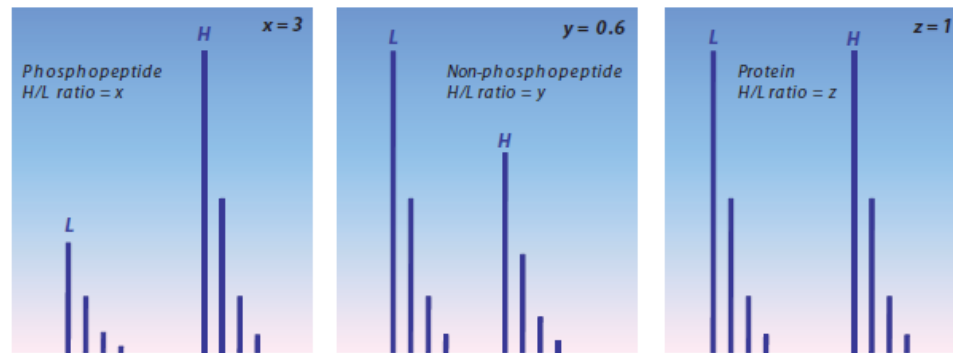 x = 3
H
Phosphopeptide
H/L ratio = x
L
y = 0.6
L
Non-phosphopeptide
H/L ratio = y
H
z = 1
L
H
Protein
H/L ratio = z